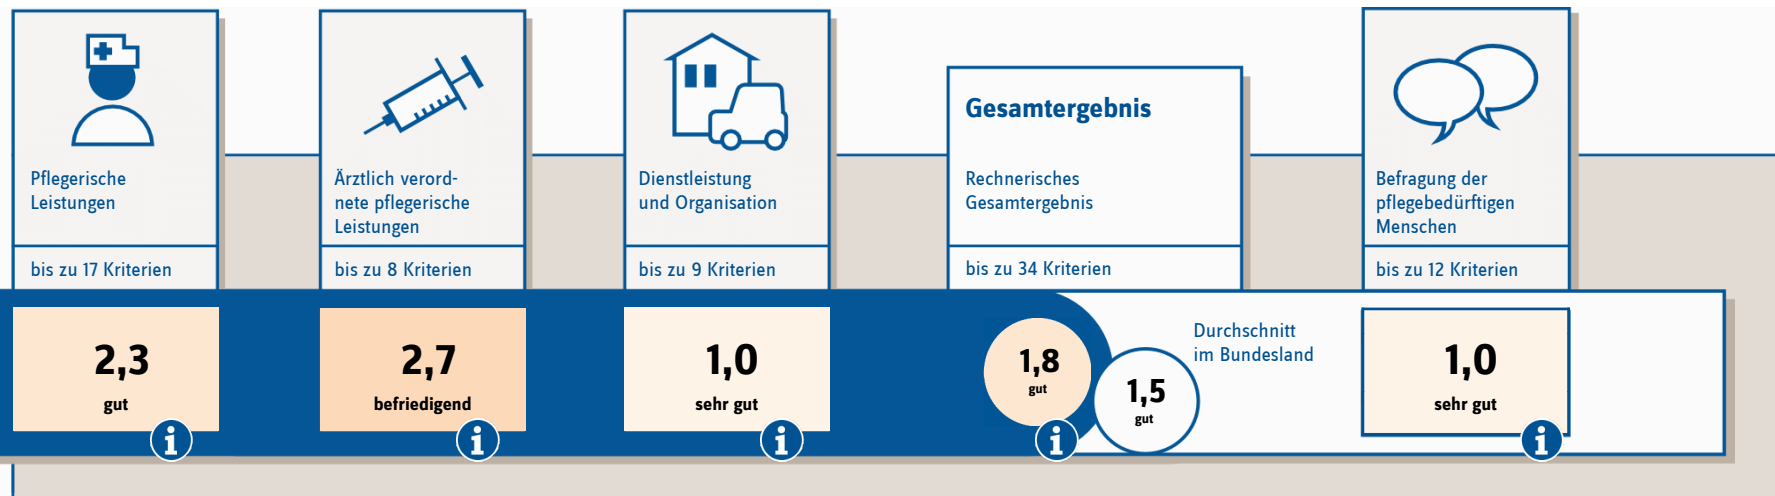 Pflegerische
Leistungen
bis zu 17 Kriterien
2,3
gut
i
Ärztlich verord-
nete pflegerische
Leistungen
bis zu 8 Kriterien
2,7
befriedigend
i
Dienstleistung
und Organisation
bis zu 9 Kriterien
1,0
sehr gut
i
Gesamtergebnis
Rechnerisches
Gesamtergebnis
bis zu 34 Kriterien
1,8
gut
i
1,5
gut
Durchschnitt
im Bundesland
Befragung der
pflegebedürftigen
Menschen
bis zu 12 Kriterien
1,0
sehr gut
i